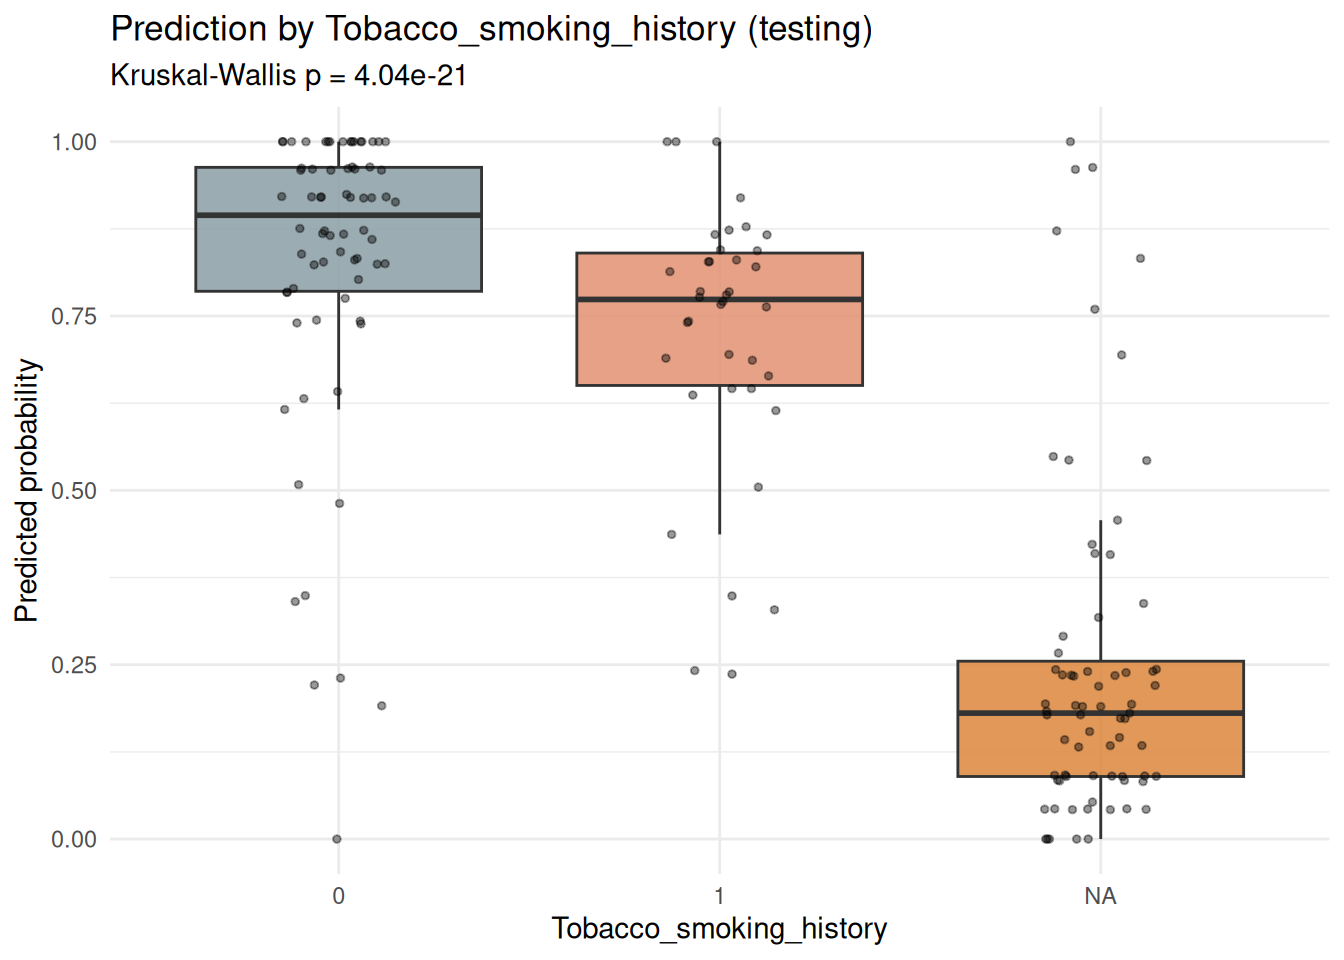 Prediction by Tobacco_smoking_history (testing)
Kruskal-Wallis p = 4.04e-21
Predicted probability
1.00
0.75
0.50
0.25
0.00
0 1 NA
Tobacco_smoking_history